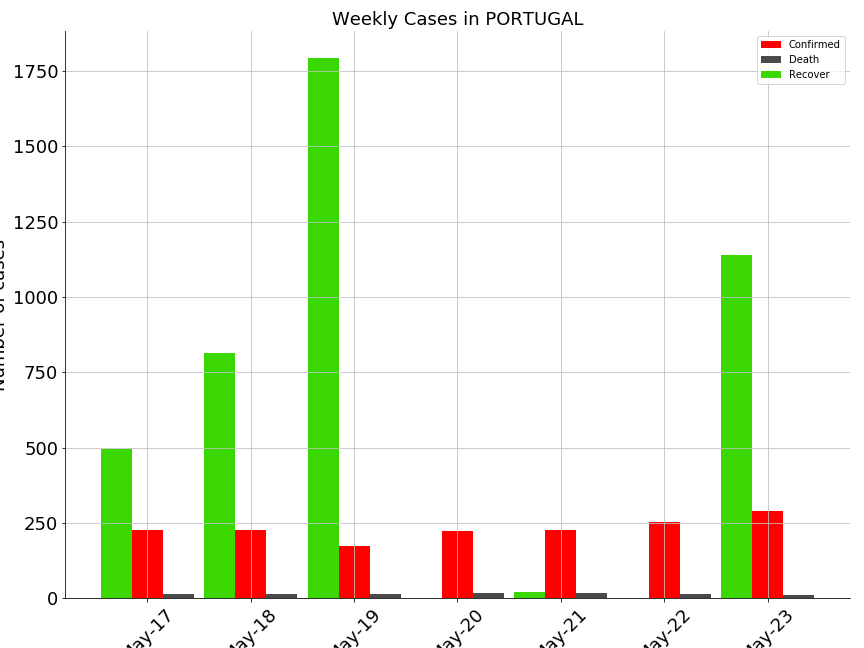 Weekly Cases in PORTUGAL
Confirmed
Death
Recover
1750
1500
1250
1000
750
500
250
0
Number of cases
May-17
May-18
May-19
May-20
May-21
May-22
May-23